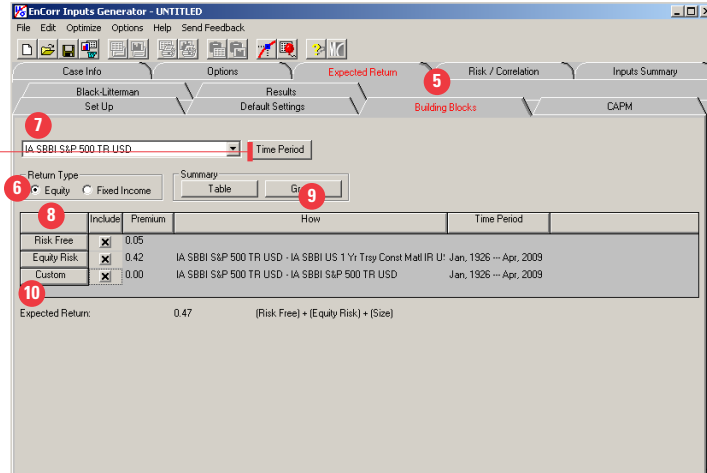 EnCorr Inputs Generator - UNTITLED
File Edit Optimize Options Help Send Feedback
Case Info Options Expected Return 5 Risk / Correlation Inputs Summary
Black-Litterman Results
Set Up Default Settings Building Blocks CAPM
7
IA SBBI S&P 500 TR USD Time Period
Return Type Summary
6 Equity Fixed Income Table 9
8 Include Premium How Time Period
Risk Free 0.05
Equity Risk 0.42 IA SBBI S&P 500 TR USD - IA SBBI US 1 Yr Trsy Const Matl IR Jan, 1926 --- Apr, 2009
Custom 0.00 IA SBBI S&P 500 TR USD - IA SBBI S&P 500 TR USD Jan, 1926 --- Apr, 2009
10
Expected Return: 0.47 (Risk Free) + (Equity Risk) + (Size)